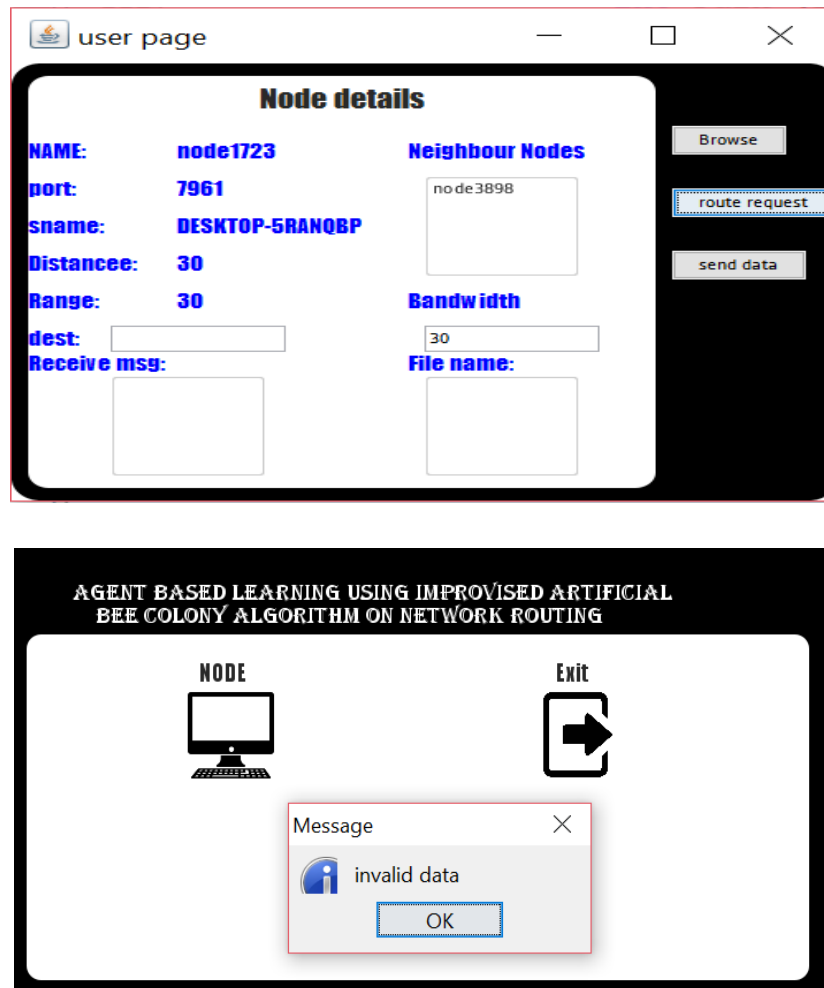 user page
Node details
NAME: node1723 Neighbour Nodes
Browse
port: 7961 node3898
route request
sname: DESKTOP-5RANQBP
Distancee: 30
send data
Range: 30 Bandwidth
dest: 30
Receive msg: File name:
AGENT BASED LEARNING USING IMPROVISED ARTIFICIAL
BEE COLONY ALGORITHM ON NETWORK ROUTING
NODE Exit
Message
invalid data
OK